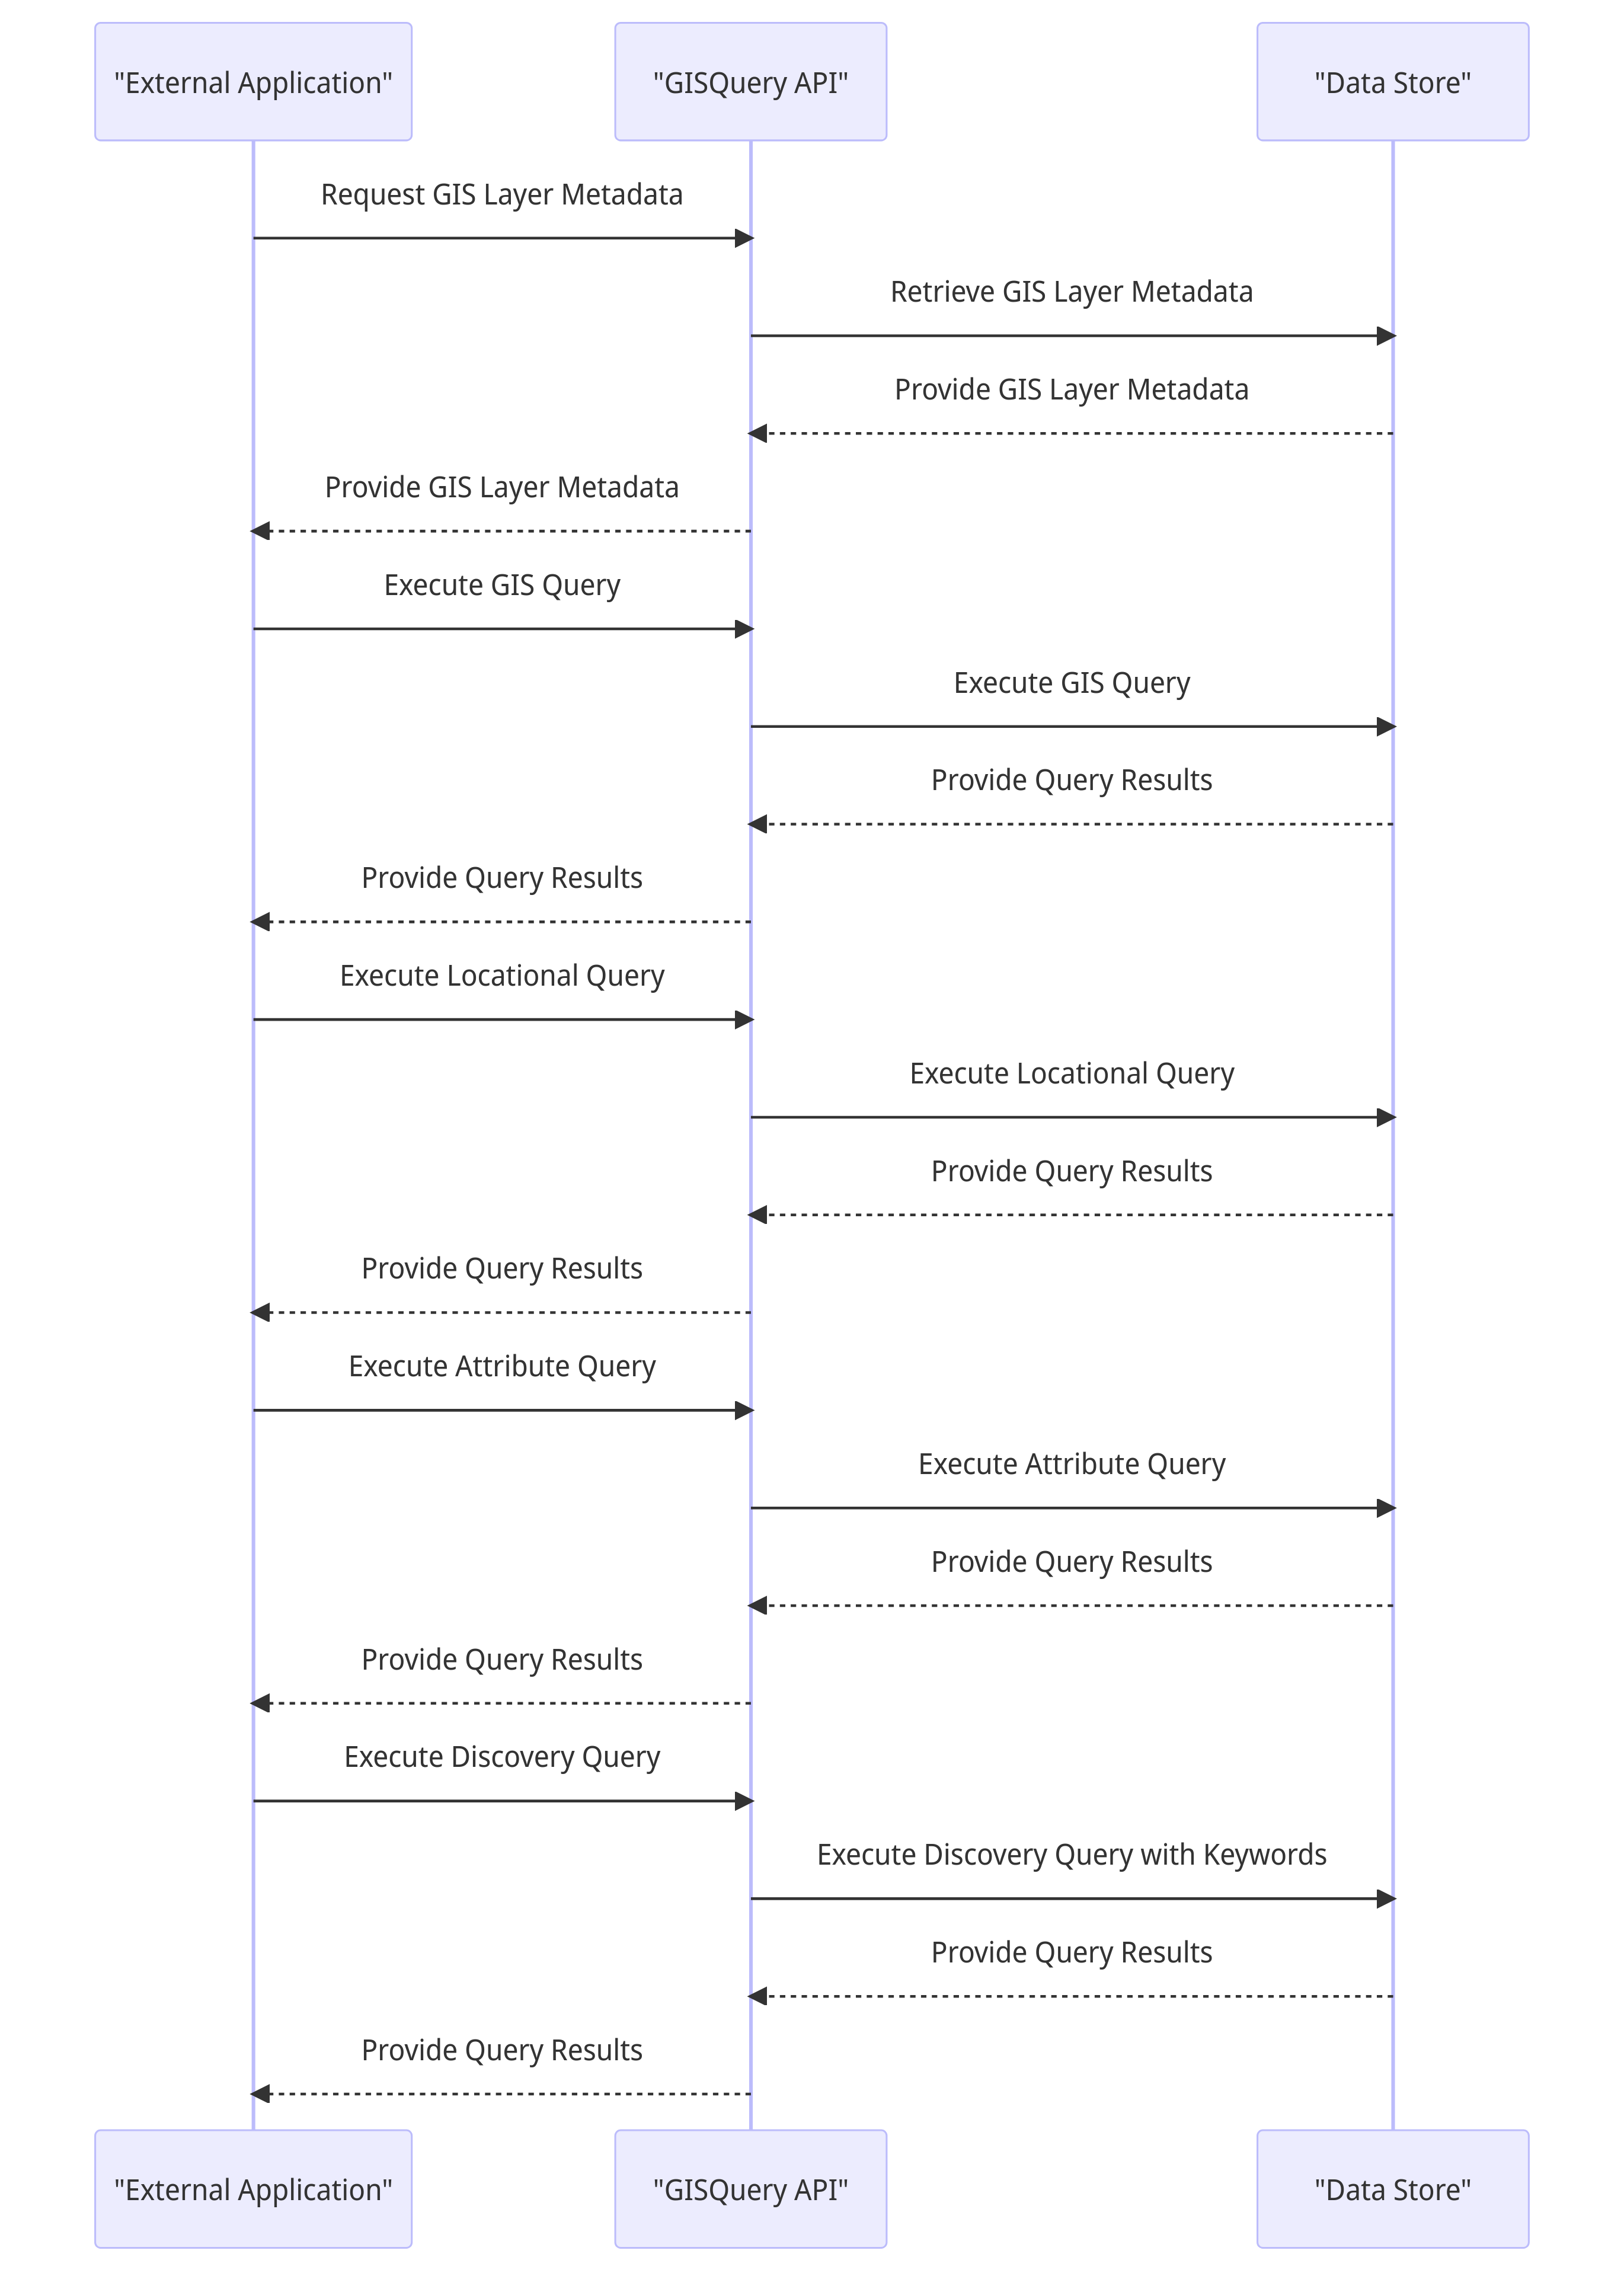 "External Application"
"GISQuery API"
"Data Store"
Request GIS Layer Metadata
Retrieve GIS Layer Metadata
Provide GIS Layer Metadata
Provide GIS Layer Metadata
Execute GIS Query
Execute GIS Query
Provide Query Results
Provide Query Results
Execute Locational Query
Execute Locational Query
Provide Query Results
Provide Query Results
Execute Attribute Query
Execute Attribute Query
Provide Query Results
Provide Query Results
Execute Discovery Query
Execute Discovery Query with Keywords
Provide Query Results
Provide Query Results
"External Application"
"GISQuery API"
"Data Store"